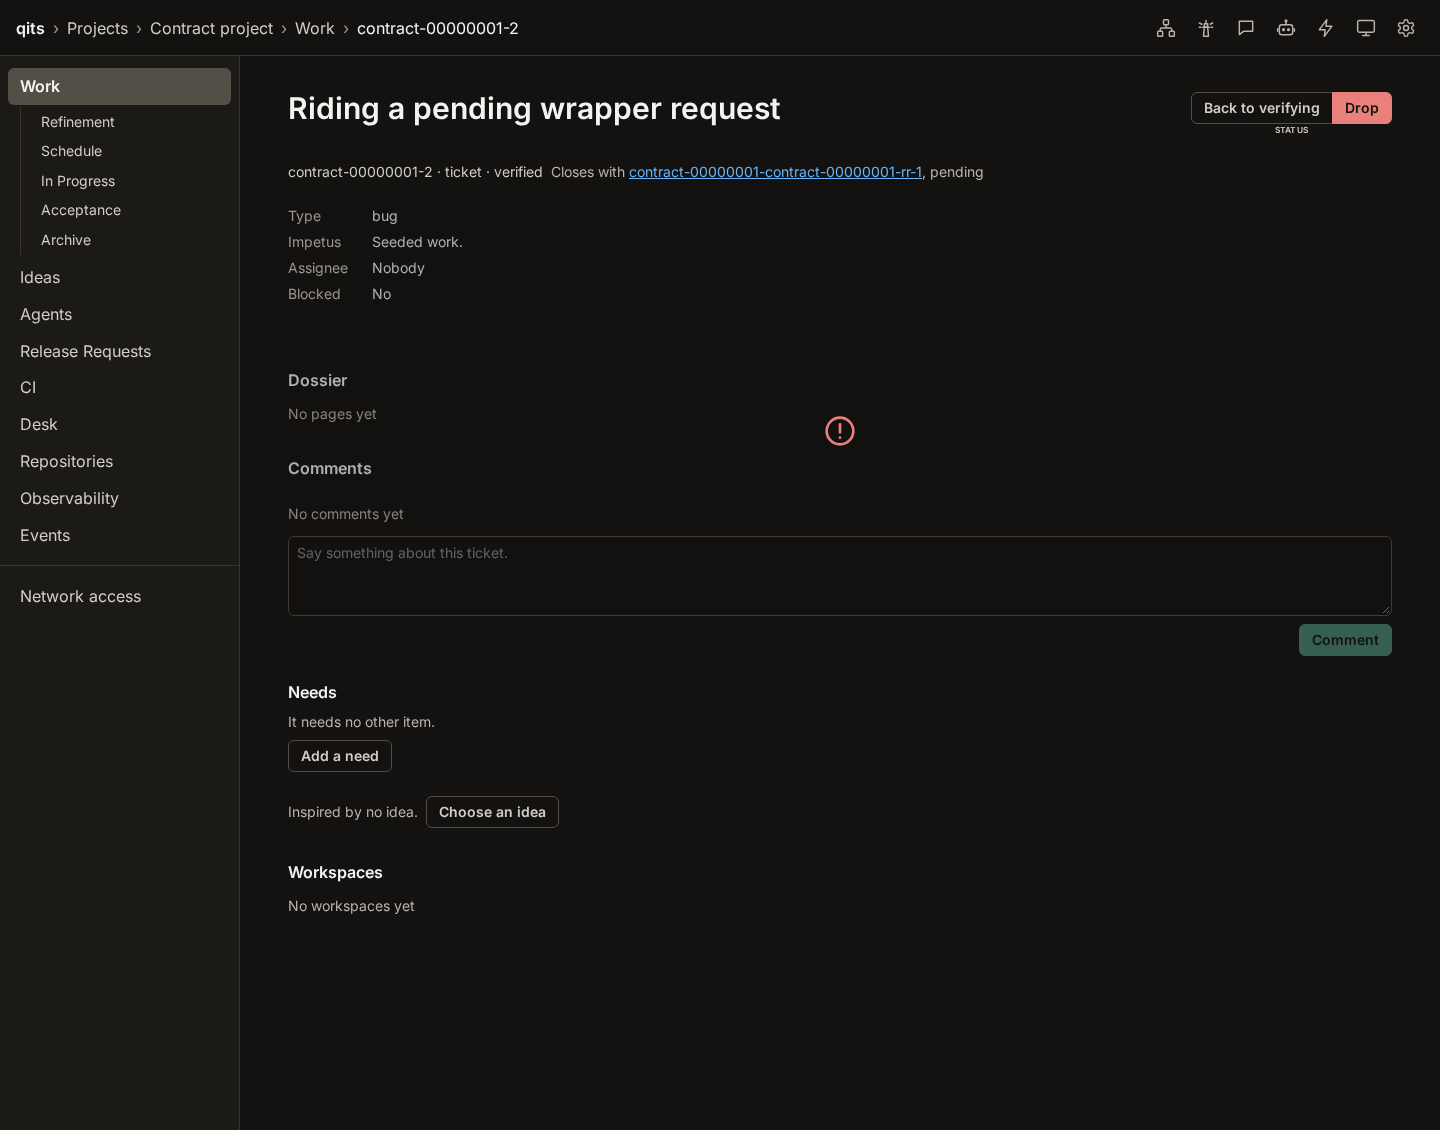 qits › Projects › Contract project › Work › contract-00000001-2
Work
Refinement
Schedule
In Progress
Acceptance
Archive
Ideas
Agents
Release Requests
CI
Desk
Repositories
Observability
Events
Network access
Riding a pending wrapper request
Back to verifying
Drop
STATUS
contract-00000001-2 · ticket · verified Closes with contract-00000001-contract-00000001-rr-1, pending
Type bug
Impetus Seeded work.
Assignee Nobody
Blocked No
Dossier
No pages yet
Comments
No comments yet
Say something about this ticket.
Comment
Needs
It needs no other item.
Add a need
Inspired by no idea. Choose an idea
Workspaces
No workspaces yet